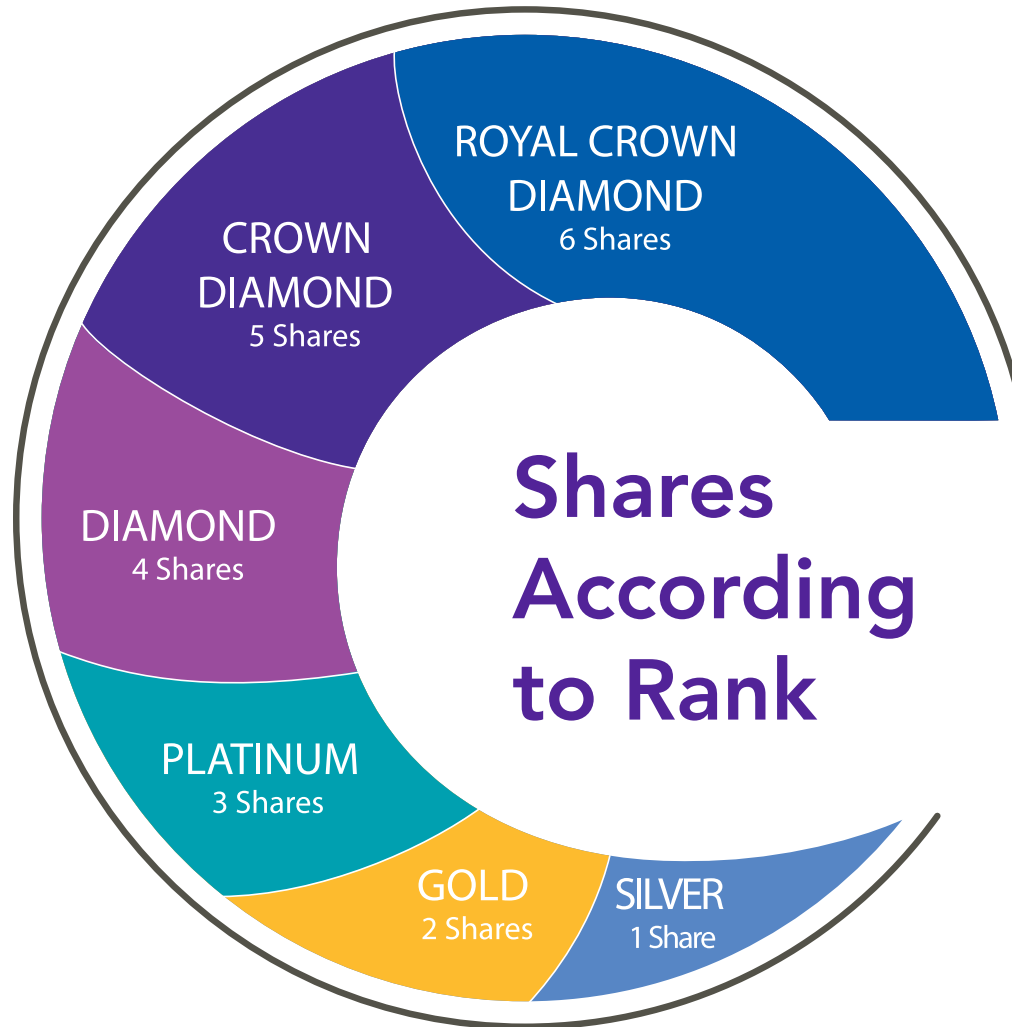 ROYAL CROWN
DIAMOND
6 Shares
CROWN
DIAMOND
5 Shares
DIAMOND
4 Shares
PLATINUM
3 Shares
GOLD
2 Shares
SILVER
1 Share
Shares
According
to Rank